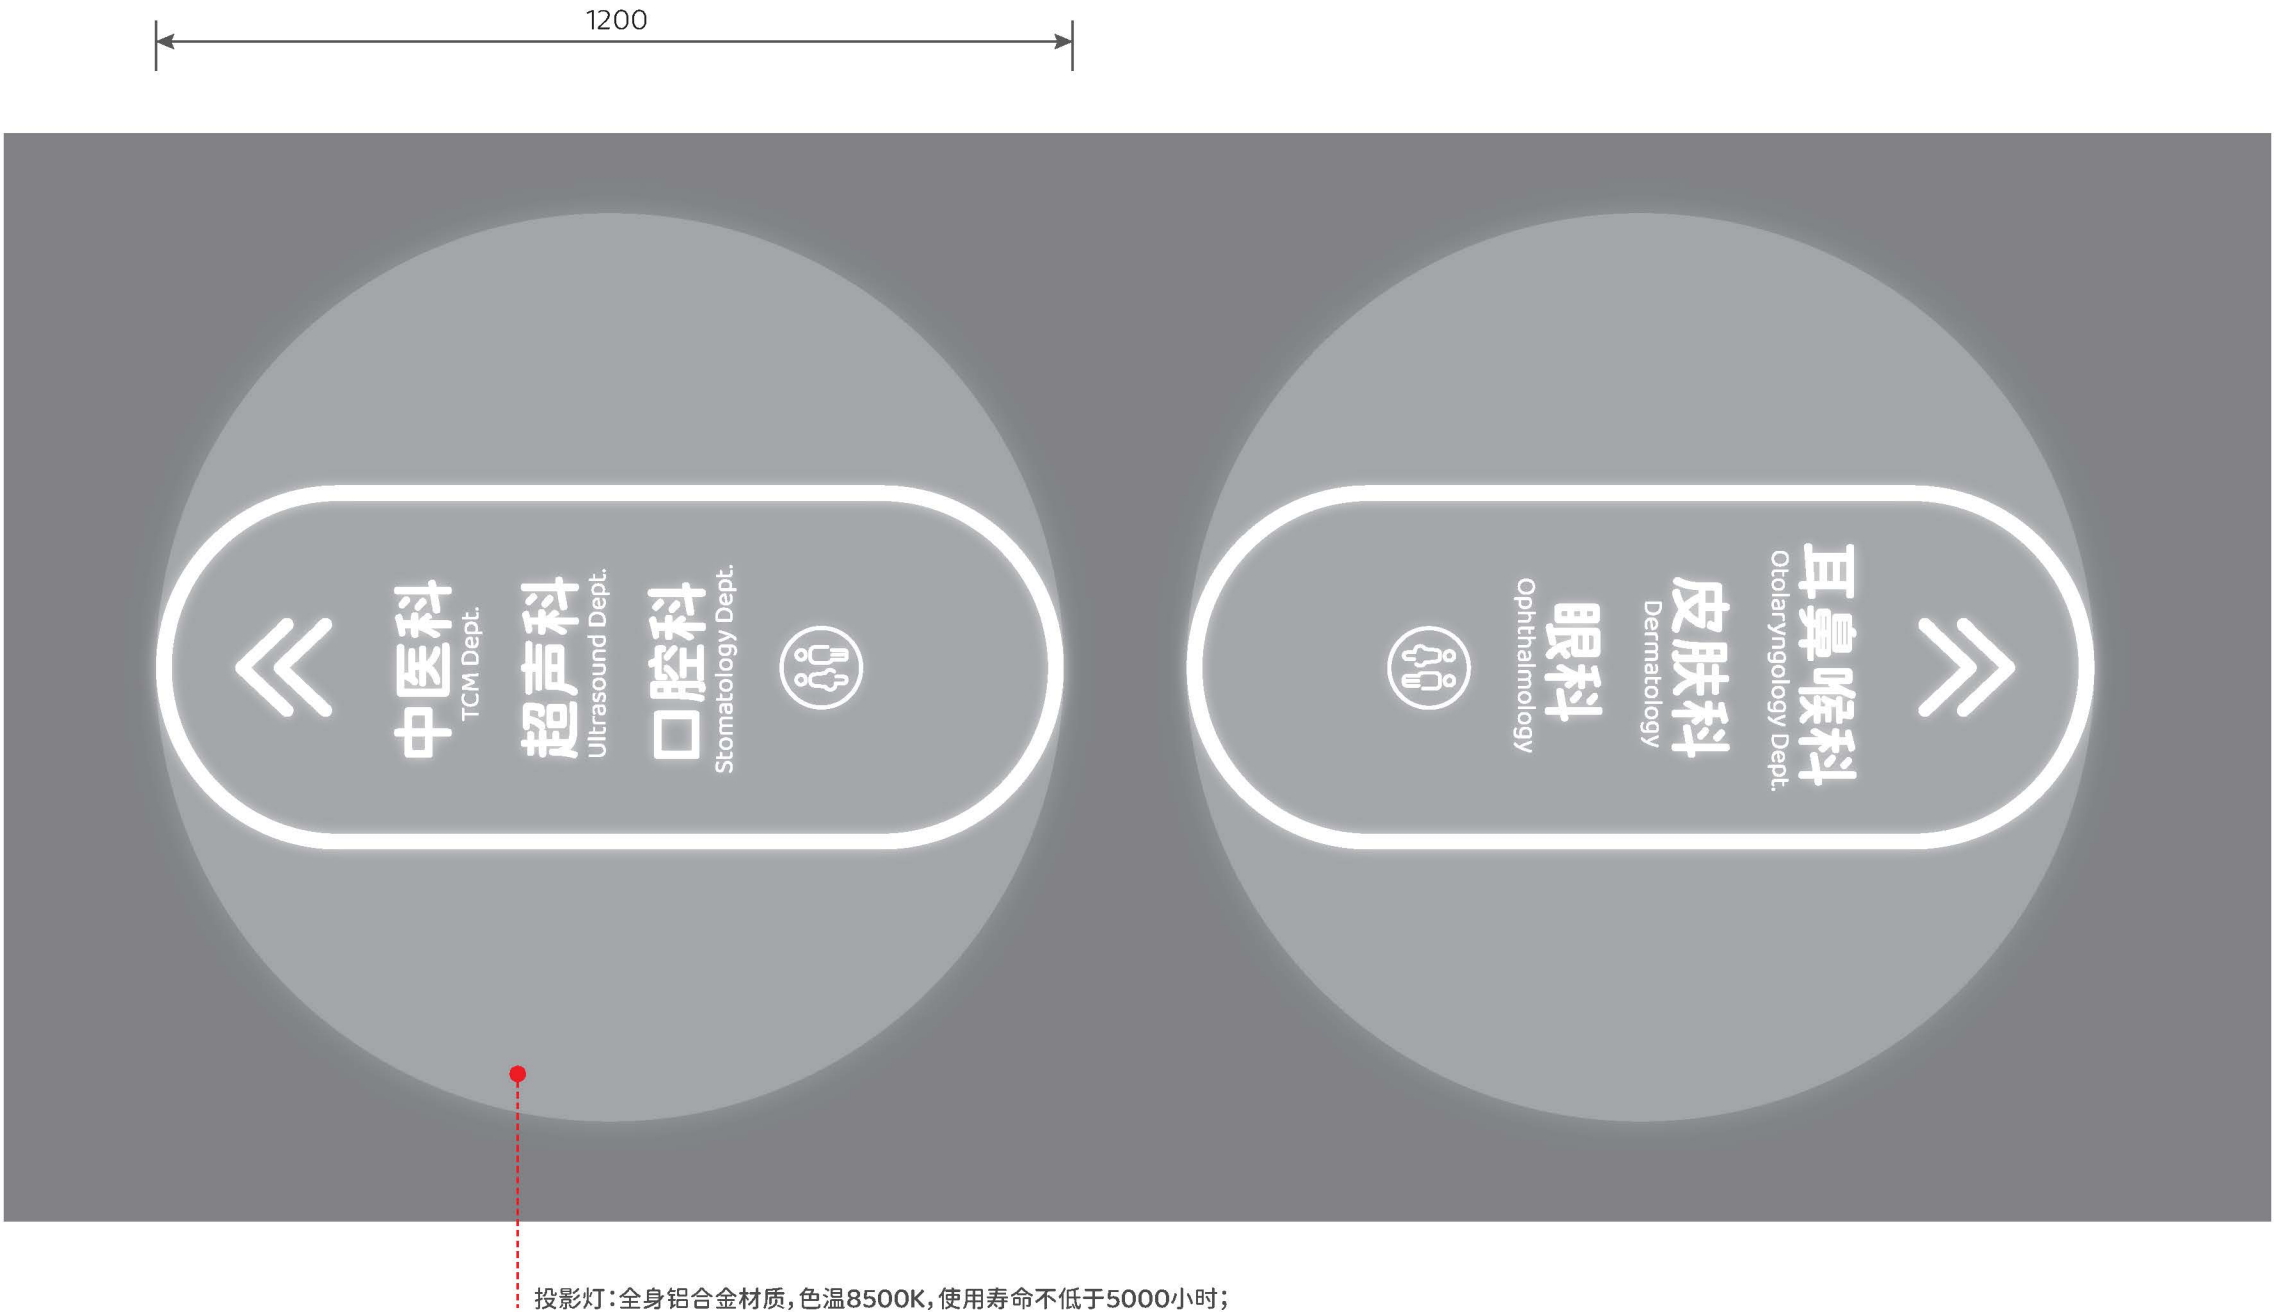 1200
中医科
TCM Dept.
超声科
Ultrasound Dept.
口腔科
Stomatology Dept.
耳鼻喉科
Otolaryngology Dept.
皮肤科
Dermatology
眼科
Ophthalmology
投影灯：全身铝合金材质，色温8500K，使用寿命不低于5000小时；